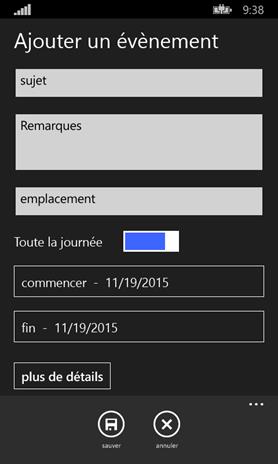 9:38
Ajouter un évènement
sujet
Remarques
emplacement
Toute la journée
commencer - 11/19/2015
fin - 11/19/2015
plus de détails
sauver
annuler